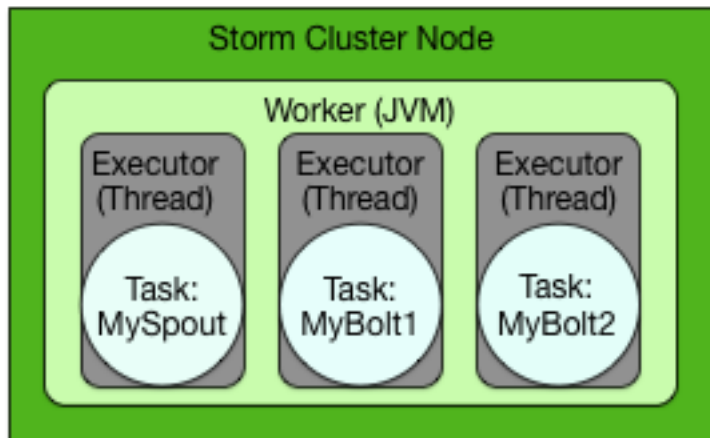 Storm Cluster Node
Worker (JVM)
Executor
(Thread)
Task:
MySpout
Executor
(Thread)
Task:
MyBolt1
Executor
(Thread)
Task:
MyBolt2